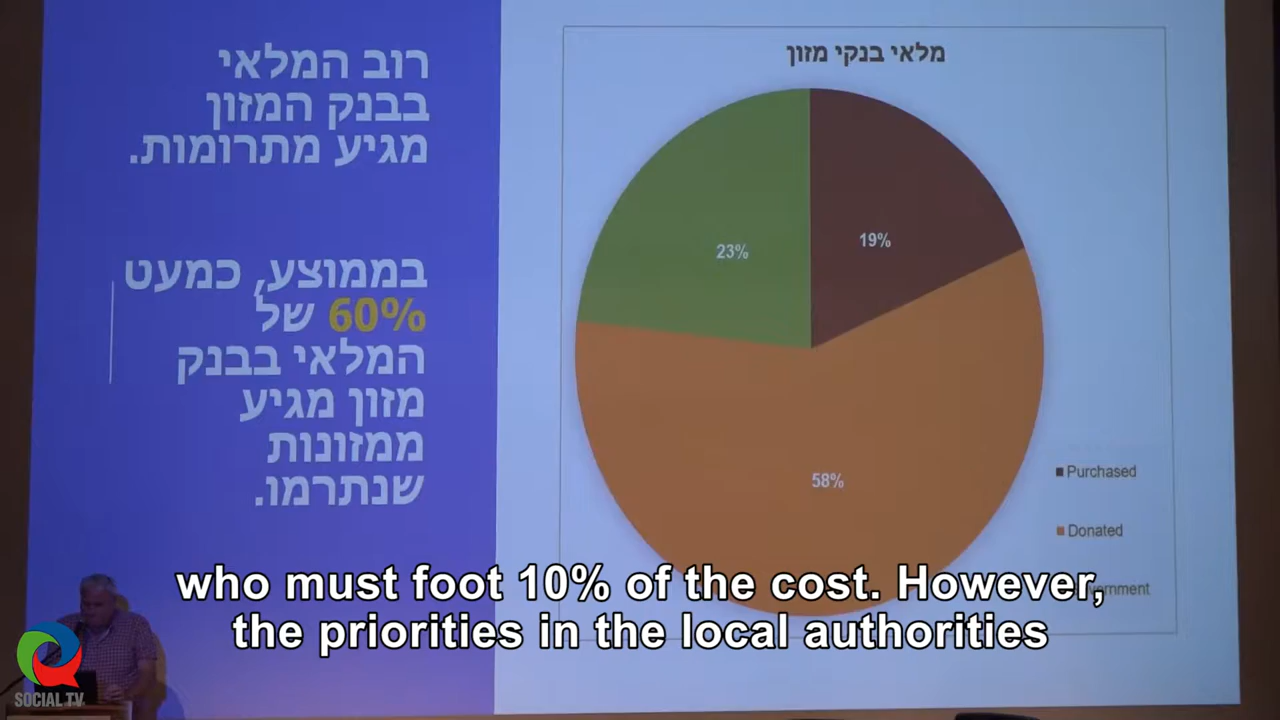 רוב המלאי
בבנק המזון
מגיע מתרומות.
בממוצע, כמעט
60% של
המלאי בבנק
מזון מגיע
ממזונות
שנתרמו.
מלאי בנקי מזון
23%
19%
58%
Purchased
Donated
who must foot 10% of the cost. However,
the priorities in the local authorities
SOCIAL TV